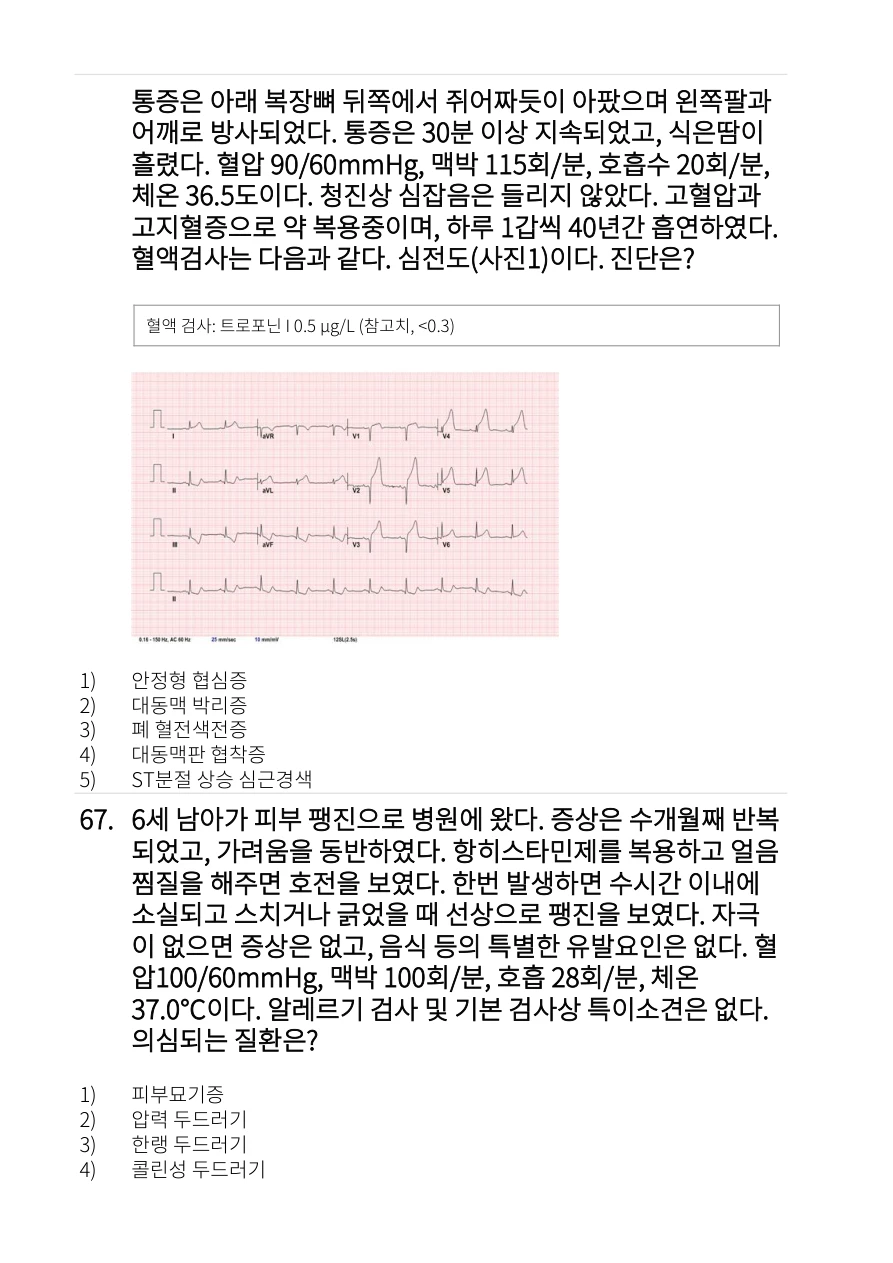 통증은 아래 복장뼈 뒤쪽에서 쥐어짜듯이 아팠으며 왼쪽팔과
어깨로 방사되었다. 통증은 30분 이상 지속되었고, 식은땀이
흘렸다. 혈압 90/60mmHg, 맥박 115회/분, 호흡수 20회/분,
체온 36.5도이다. 청진상 심잡음은 들리지 않았다. 고혈압과
고지혈증으로 약 복용중이며, 하루 1갑씩 40년간 흡연하였다.
혈액검사는 다음과 같다. 심전도(사진1)이다. 진단은?
혈액 검사: 트로포닌 I 0.5 μg/L (참고치, <0.3)
I aVR V1 V4
II aVL V2 V5
III aVF V3 V6
II
0.16 - 150 Hz, AC 60 Hz 25 mm/sec 10 mm/mV 12SL(2.5s)
1) 안정형 협심증
2) 대동맥 박리증
3) 폐 혈전색전증
4) 대동맥판 협착증
5) ST분절 상승 심근경색
67. 6세 남아가 피부 팽진으로 병원에 왔다. 증상은 수개월째 반복
되었고, 가려움을 동반하였다. 항히스타민제를 복용하고 얼음
찜질을 해주면 호전을 보였다. 한번 발생하면 수시간 이내에
소실되고 스치거나 긁었을 때 선상으로 팽진을 보였다. 자극
이 없으면 증상은 없고, 음식 등의 특별한 유발요인은 없다. 혈
압100/60mmHg, 맥박 100회/분, 호흡 28회/분, 체온
37.0℃이다. 알레르기 검사 및 기본 검사상 특이소견은 없다.
의심되는 질환은?
1) 피부묘기증
2) 압력 두드러기
3) 한랭 두드러기
4) 콜린성 두드러기